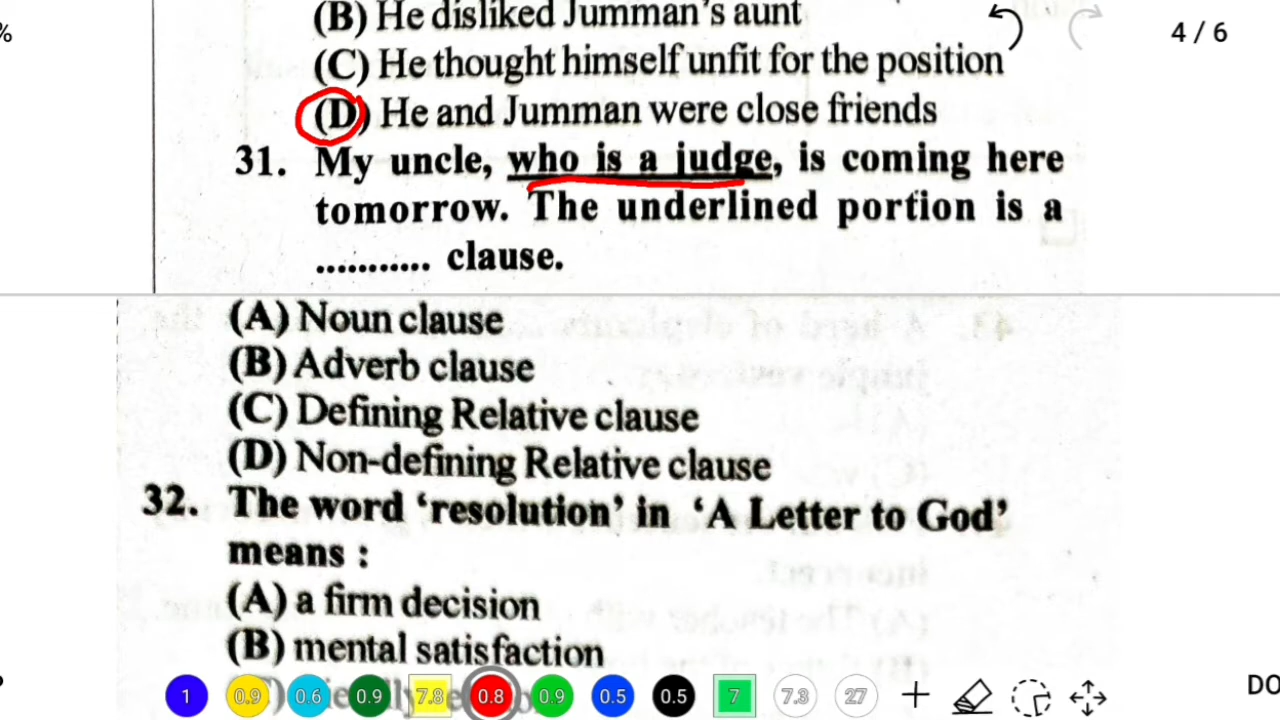 (B) He disliked Jumman's aunt
(C) He thought himself unfit for the position
4 / 6
(D) He and Jumman were close friends
31. My uncle, who is a judge, is coming here
tomorrow. The underlined portion is a
........... clause.
(A) Noun clause
(B) Adverb clause
(C) Defining Relative clause
(D) Non-defining Relative clause
32. The word 'resolution' in 'A Letter to God'
means :
(A) a firm decision
(B) mental satisfaction
1 0.9 0.6 0.9 7.8 0.8 0.9 0.5 0.5 7 7.3 27
DO